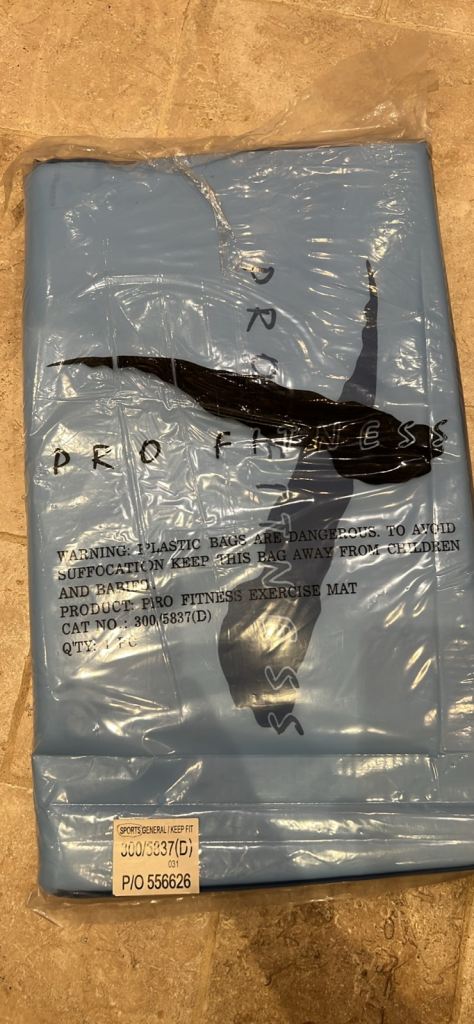 PRO FITNESS
PRO FITNESS
WARNING: PLASTIC BAGS ARE DANGEROUS. TO AVOID
SUFFOCATION KEEP THIS BAG AWAY FROM CHILDREN
AND BABIES
PRODUCT: PRO FITNESS EXERCISE MAT
CAT NO.: 300/5837(D)
Q'TY: 1 PC
SPORTS GENERAL / KEEP FIT
300/5837(D)
031
P/O 556626